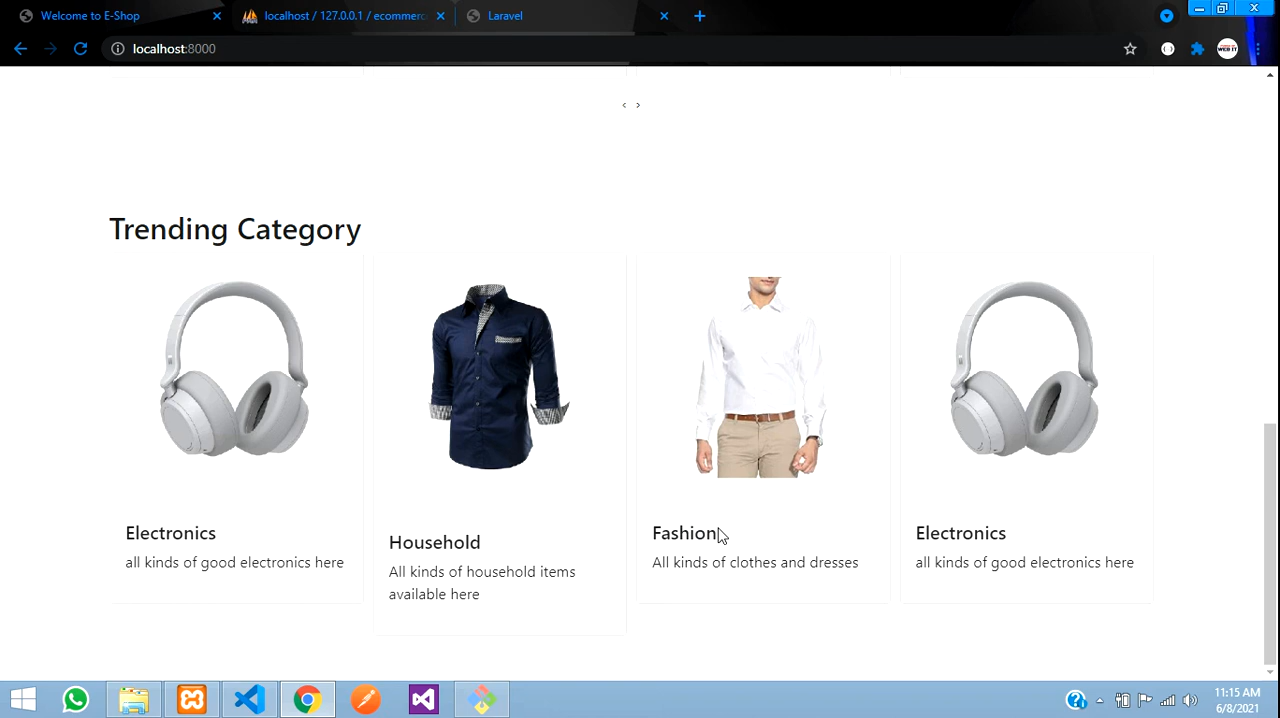 Welcome to E-Shop
localhost / 127.0.0.1 / ecommerc
Laravel
localhost:8000
WEB IT
Trending Category
Electronics
all kinds of good electronics here
Household
All kinds of household items
available here
Fashion
All kinds of clothes and dresses
Electronics
all kinds of good electronics here
11:15 AM
6/8/2021